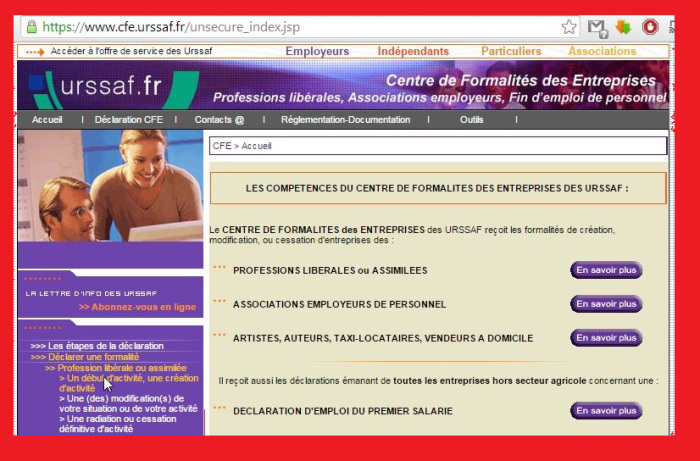 https://www.cfe.urssaf.fr/unsecure_index.jsp
Accéder à l'offre de service des Urssaf Employeurs Indépendants Particuliers Associations
urssaf.fr
Centre de Formalités des Entreprises
Professions libérales, Associations employeurs, Fin d'emploi de personnel
Accueil | Déclaration CFE | Contacts @ | Réglementation-Documentation | Outils |
CFE > Accueil
LES COMPETENCES DU CENTRE DE FORMALITES DES ENTREPRISES DES URSSAF :
Le CENTRE DE FORMALITES des ENTREPRISES des URSSAF reçoit les formalités de création,
modification, ou cessation d'entreprises des :
PROFESSIONS LIBERALES ou ASSIMILEES En savoir plus
ASSOCIATIONS EMPLOYEURS DE PERSONNEL En savoir plus
ARTISTES, AUTEURS, TAXI-LOCATAIRES, VENDEURS A DOMICILE En savoir plus
Il reçoit aussi les déclarations émanant de toutes les entreprises hors secteur agricole concernant une :
DECLARATION D'EMPLOI DU PREMIER SALARIE En savoir plus
LA LETTRE D'INFO DES URSSAF
>> Abonnez-vous en ligne
>>> Les étapes de la déclaration
>>> Déclarer une formalité
>> Profession libérale ou assimilée
> Un début d'activité, une création
d'activité
> Une (des) modification(s) de
votre situation ou de votre activité
> Une radiation ou cessation
définitive d'activité